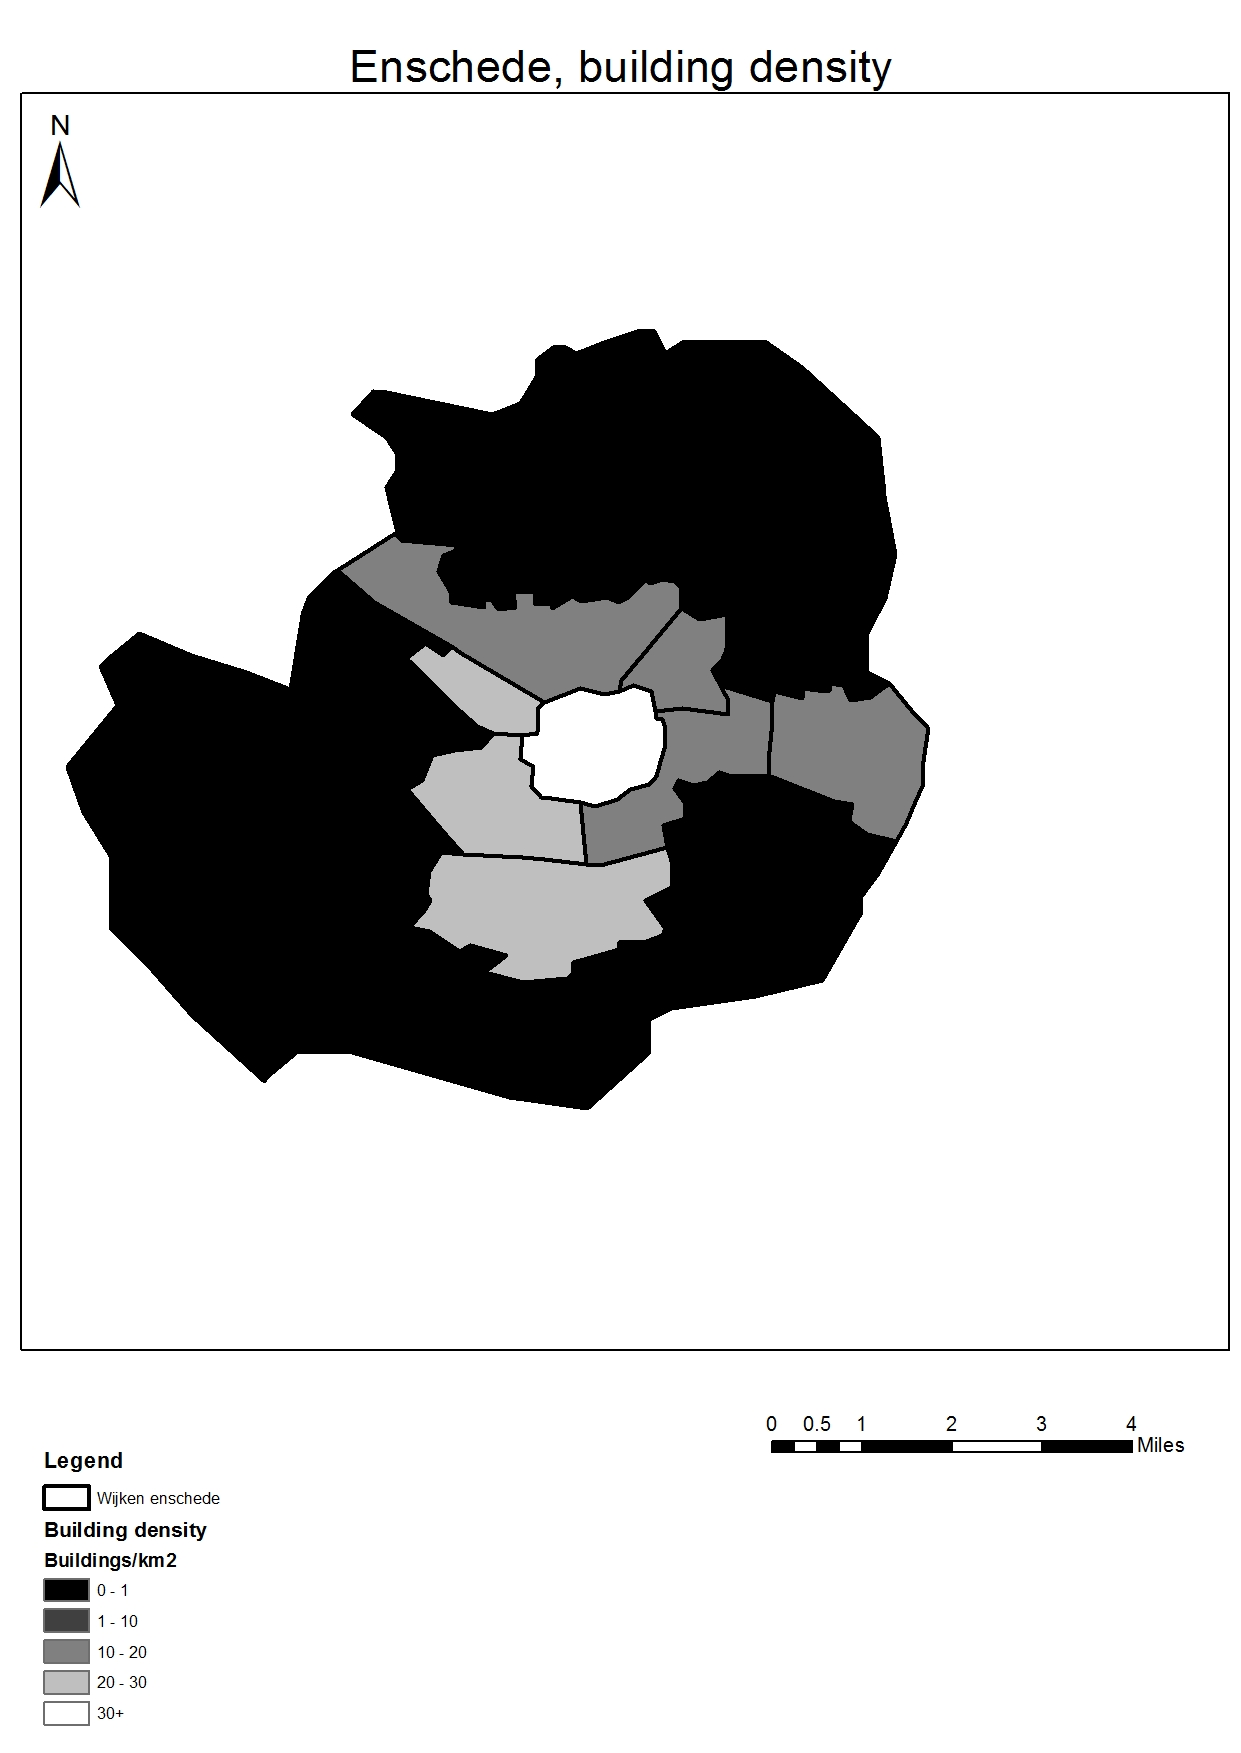 Enschede, building density
N
0 0.5 1 2 3 4
Miles
Legend
Wijken enschede
Building density
Buildings/km2
0 - 1
1 - 10
10 - 20
20 - 30
30+